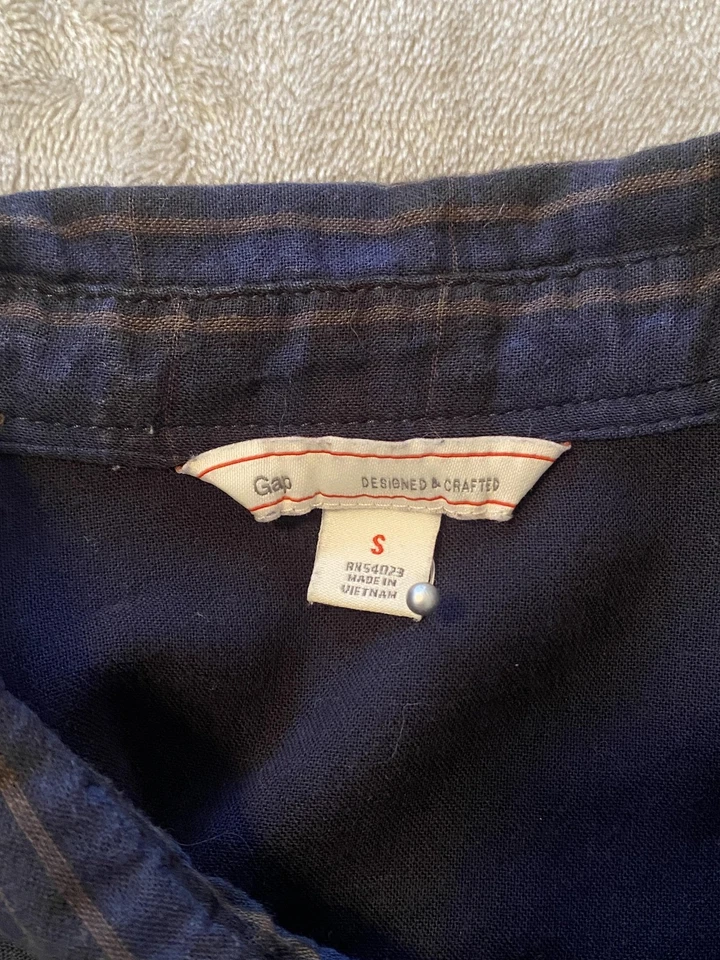 Gap DESIGNED & CRAFTED
S
RN54023
MADE IN
VIETNAM